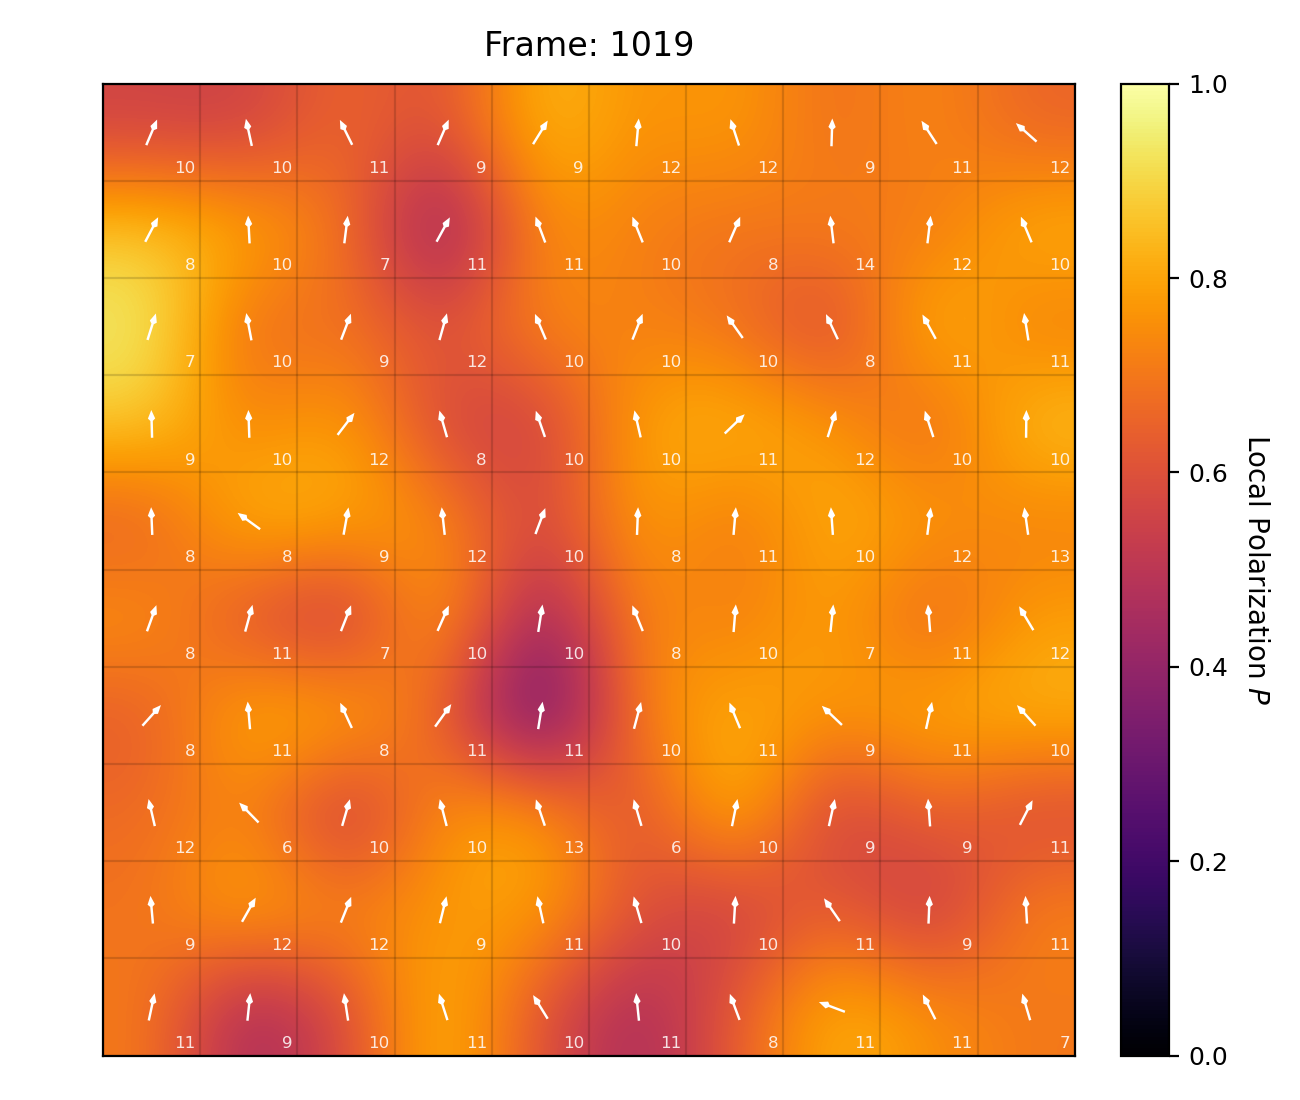 Frame: 1019
10 10 11 9 9 12 12 9 11 12
8 10 7 11 11 10 8 14 12 10
7 10 9 12 10 10 10 8 11 11
9 10 12 8 10 10 11 12 10 10
8 8 9 12 10 8 11 10 12 13
8 11 7 10 10 8 10 7 11 12
8 11 8 11 11 10 11 9 11 10
12 6 10 10 13 6 10 9 9 11
9 12 12 9 11 10 10 11 9 11
11 9 10 11 10 11 8 11 11 7
1.0
0.8
0.6
0.4
0.2
0.0
Local Polarization P